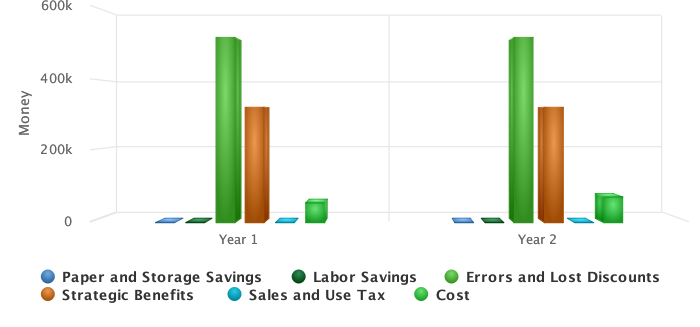 600k
400k
200k
0
Money
Year 1
Year 2
Paper and Storage Savings
Labor Savings
Errors and Lost Discounts
Strategic Benefits
Sales and Use Tax
Cost